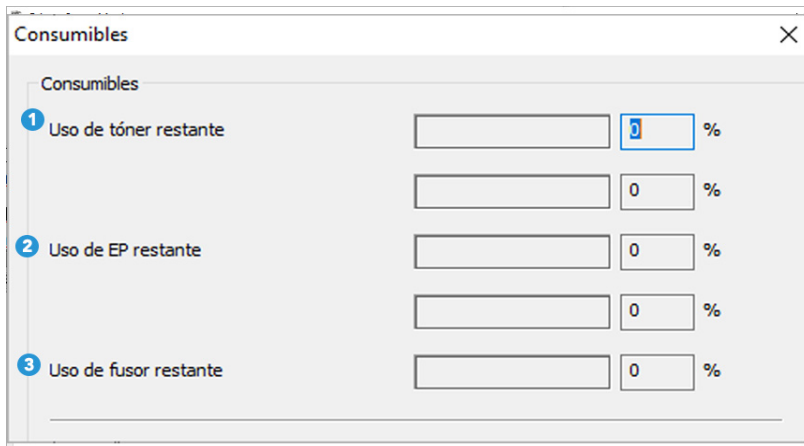 Consumibles
Consumibles
1 Uso de tóner restante 0 %
0 %
2 Uso de EP restante 0 %
0 %
3 Uso de fusor restante 0 %